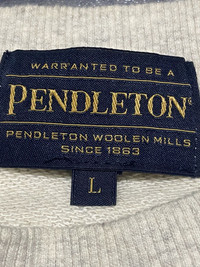 WARRANTED TO BE A
PENDLETON®
PENDLETON WOOLEN MILLS
SINCE 1863
L